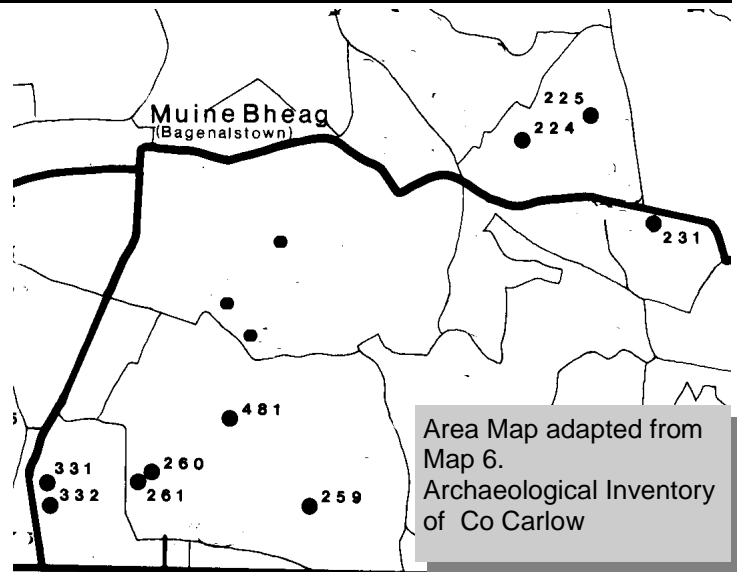 Muine Bheag
(Bagenalstown)
225
224
231
481
331
260
332
261
259
Area Map adapted from
Map 6.
Archaeological Inventory
of Co Carlow